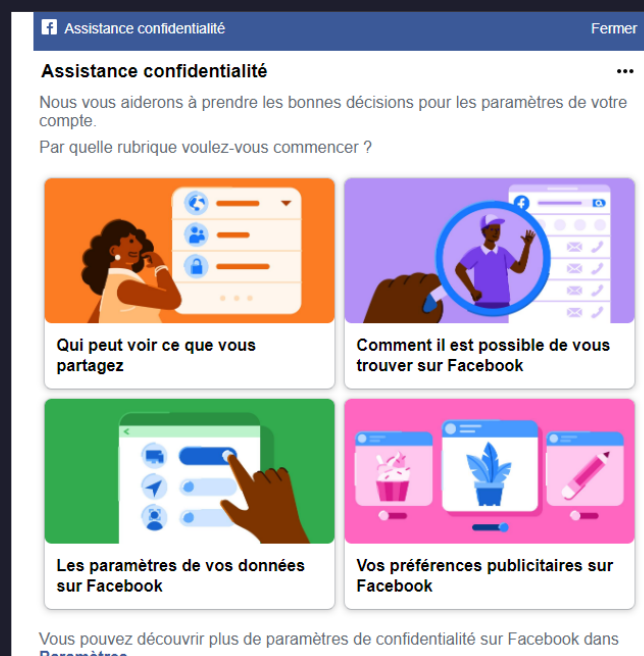 Assistance confidentialité
Fermer
Assistance confidentialité
Nous vous aiderons à prendre les bonnes décisions pour les paramètres de votre
compte.
Par quelle rubrique voulez-vous commencer ?
Qui peut voir ce que vous
partagez
Comment il est possible de vous
trouver sur Facebook
Les paramètres de vos données
sur Facebook
Vos préférences publicitaires sur
Facebook
Vous pouvez découvrir plus de paramètres de confidentialité sur Facebook dans
Paramètres